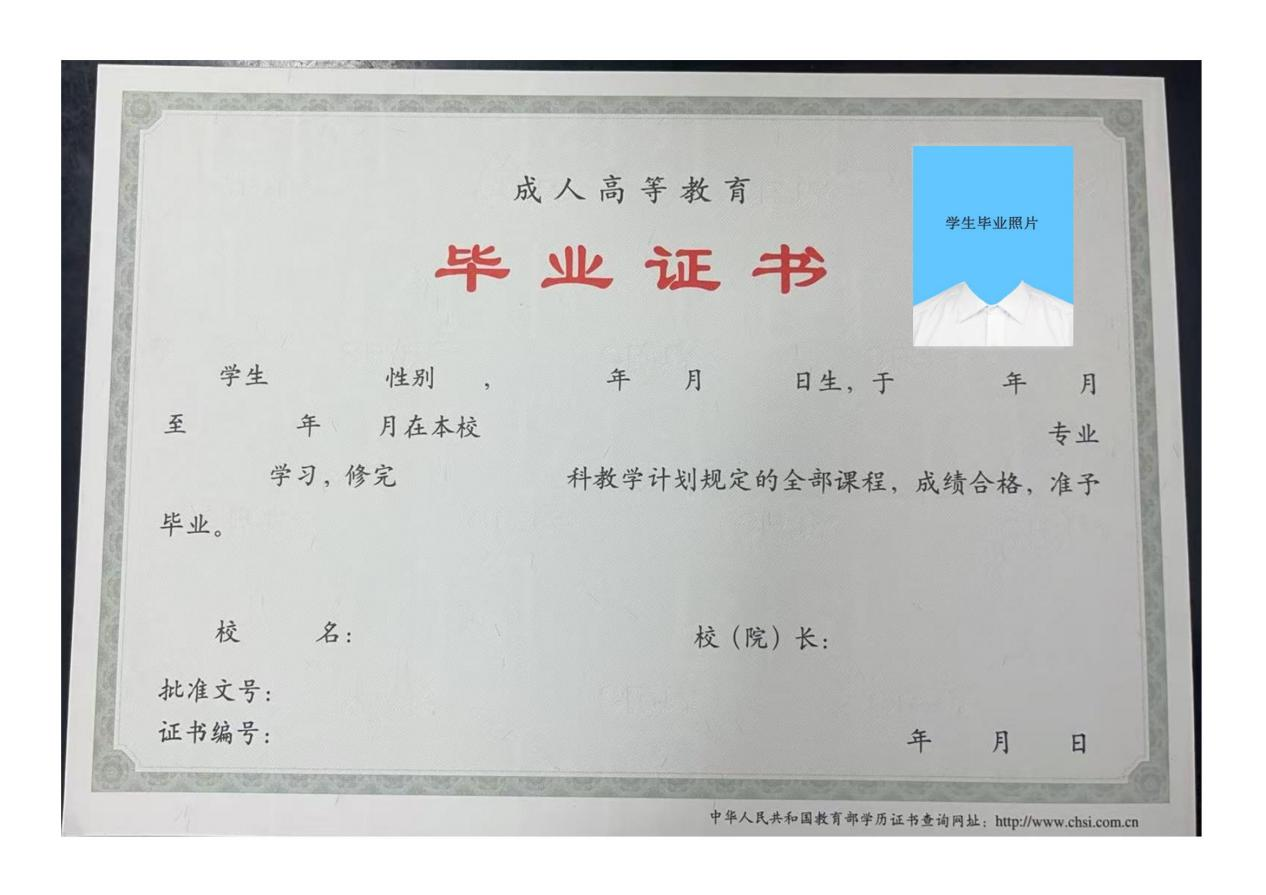 成人高等教育
毕业证书
学生毕业照片
学生 性别 , 年 月 日生，于 年 月
至 年 月在本校 专业
学习，修完 科教学计划规定的全部课程，成绩合格，准予
毕业。
校 名： 校（院）长：
批准文号：
证书编号： 年 月 日
中华人民共和国教育部学历证书查询网址：http://www.chsi.com.cn